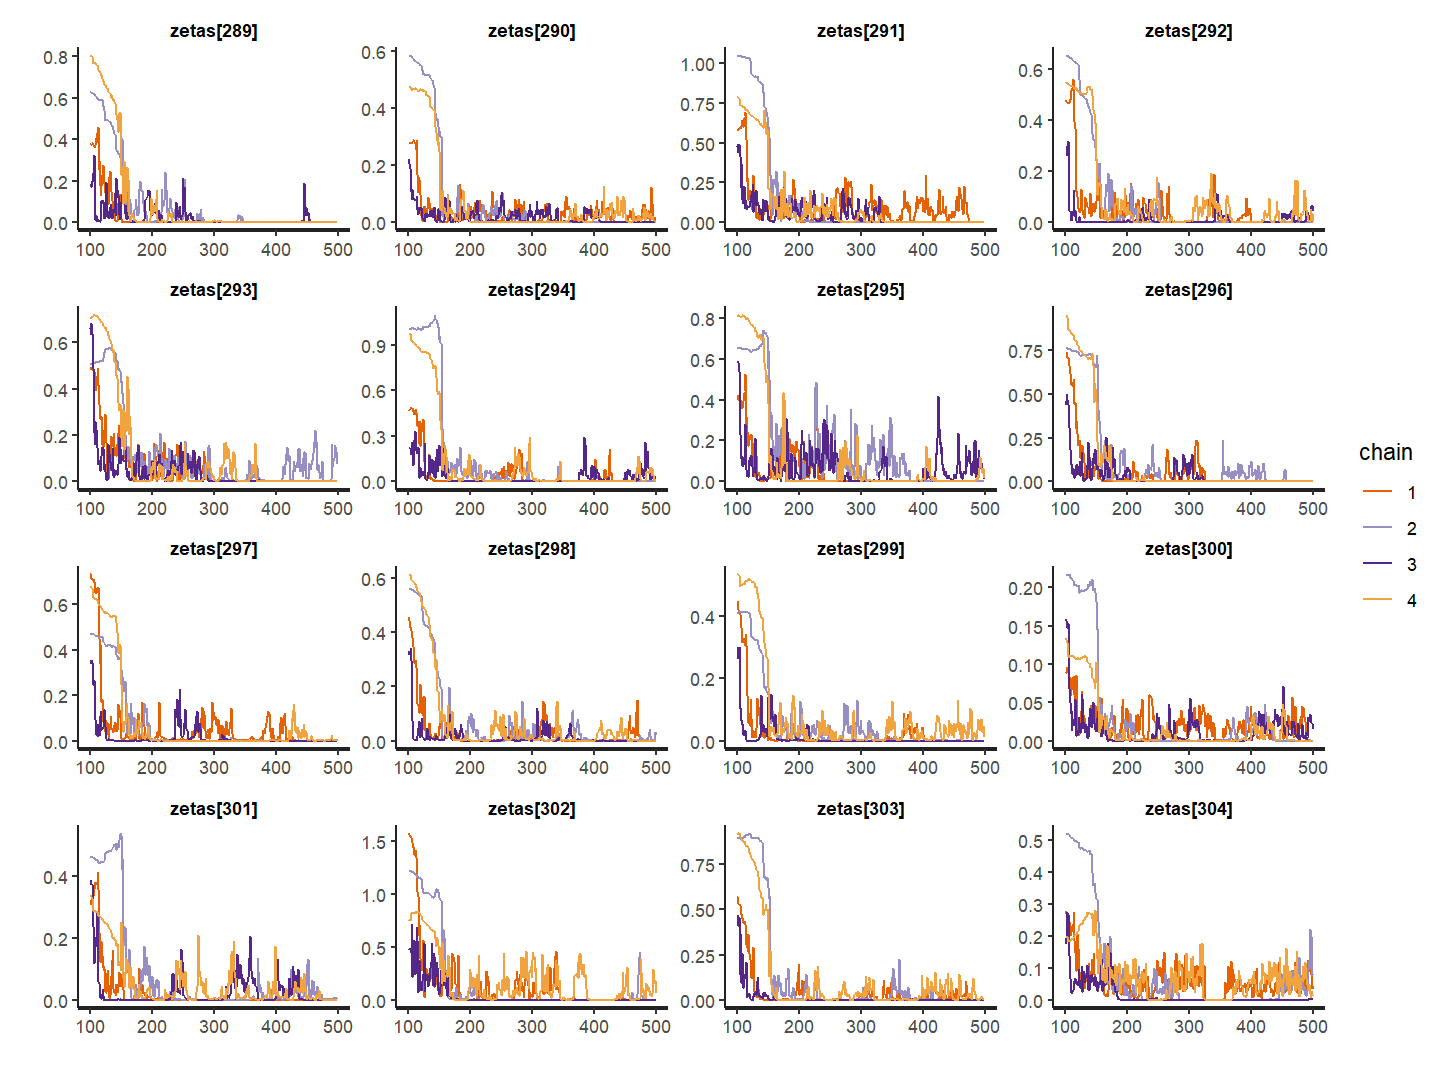 zetas[289] zetas[290] zetas[291] zetas[292]
0.8 0.6 0.4 0.2 0.0
0.6 0.4 0.2 0.0
1.00 0.75 0.50 0.25 0.00
0.6 0.4 0.2 0.0
100 200 300 400 500 100 200 300 400 500 100 200 300 400 500 100 200 300 400 500
zetas[293] zetas[294] zetas[295] zetas[296]
0.6 0.4 0.2 0.0
0.9 0.6 0.3 0.0
0.8 0.6 0.4 0.2 0.0
0.75 0.50 0.25 0.00
100 200 300 400 500 100 200 300 400 500 100 200 300 400 500 100 200 300 400 500
zetas[297] zetas[298] zetas[299] zetas[300]
0.6 0.4 0.2 0.0
0.6 0.4 0.2 0.0
0.4 0.2 0.0
0.20 0.15 0.10 0.05 0.00
100 200 300 400 500 100 200 300 400 500 100 200 300 400 500 100 200 300 400 500
zetas[301] zetas[302] zetas[303] zetas[304]
0.4 0.2 0.0
1.5 1.0 0.5 0.0
0.75 0.50 0.25 0.00
0.5 0.4 0.3 0.2 0.1 0.0
100 200 300 400 500 100 200 300 400 500 100 200 300 400 500 100 200 300 400 500
chain
1
2
3
4